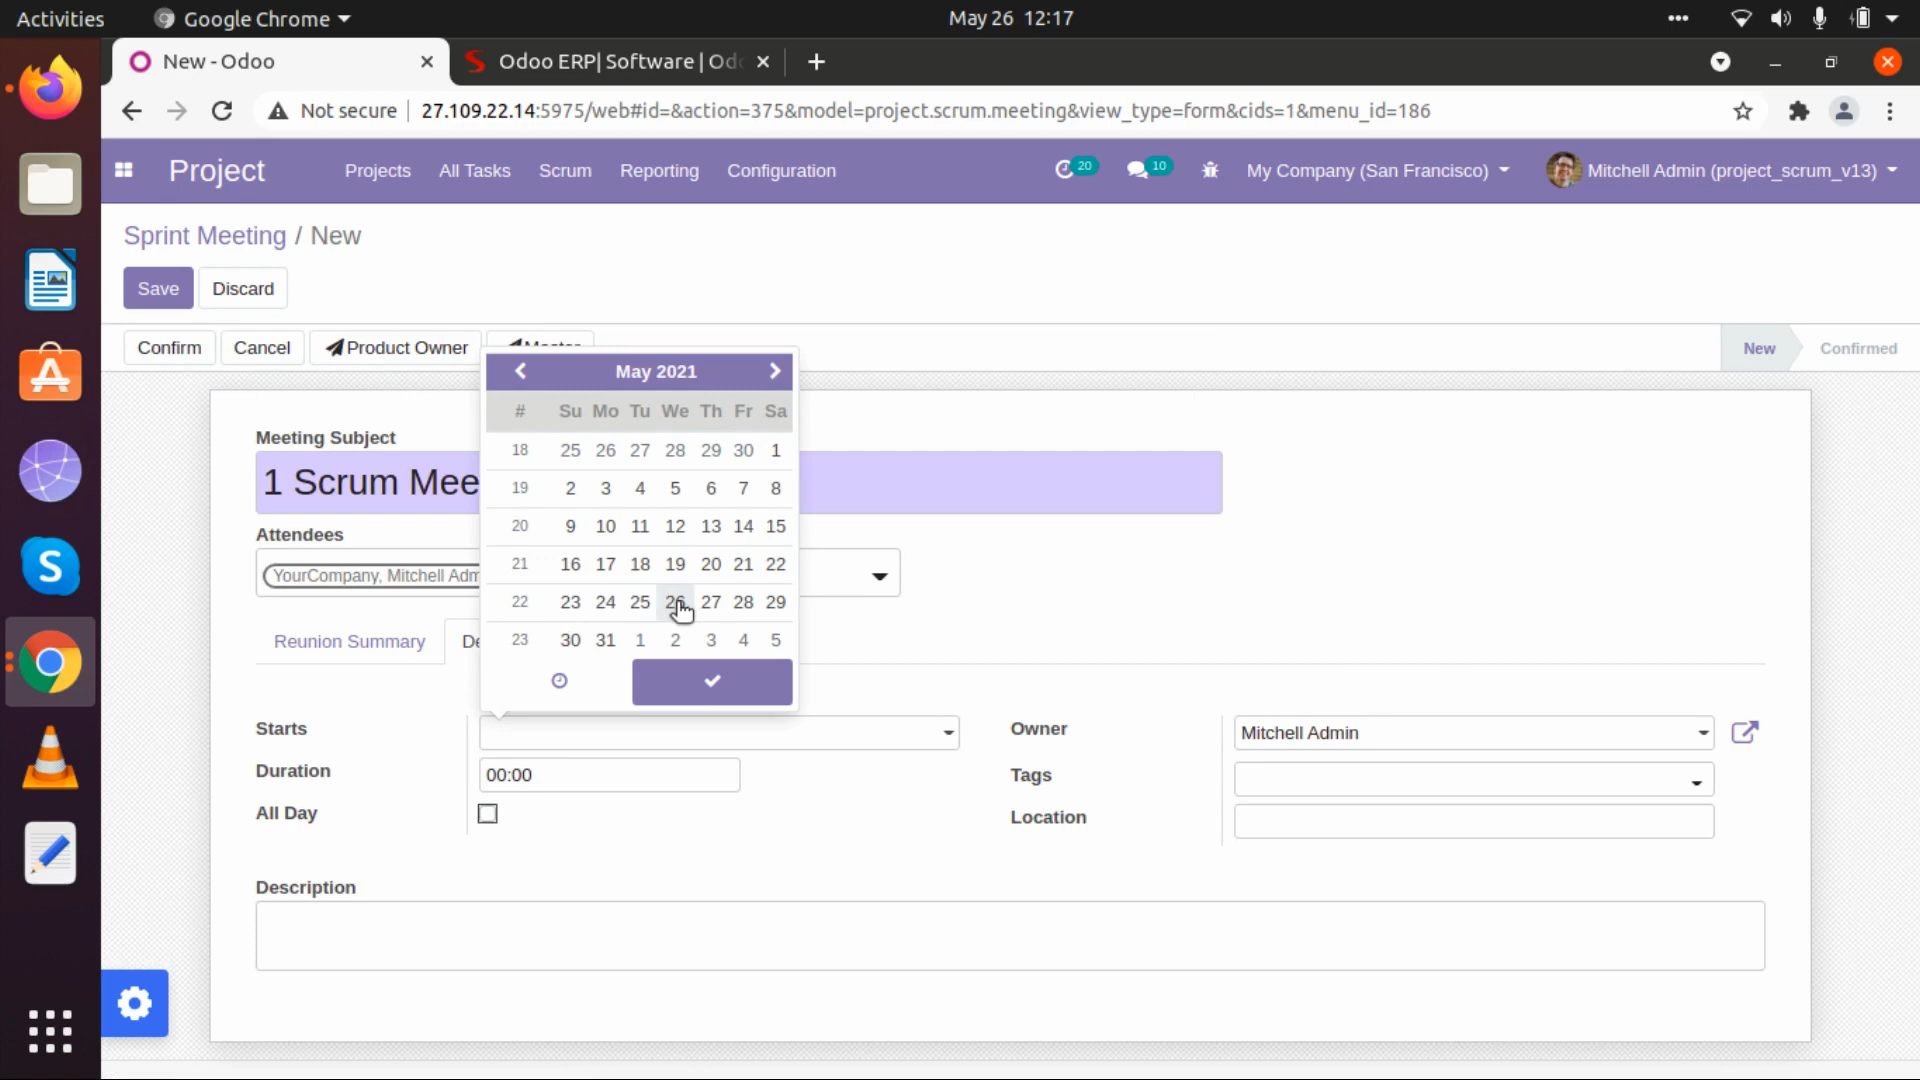 Activities Google Chrome May 26 12:17
New - Odoo Odoo ERP| Software |
Not secure 27.109.22.14:5975/web#id=&action=375&model=project.scrum.meeting&view_type=form&cids=1&menu_id=186
Project Projects All Tasks Scrum Reporting Configuration 20 10 My Company (San Francisco) Mitchell Admin (project_scrum_v13)
Sprint Meeting / New
Save Discard
Confirm Cancel Product Owner Master New Confirmed
May 2021
# Su Mo Tu We Th Fr Sa
18 25 26 27 28 29 30 1
19 2 3 4 5 6 7 8
20 9 10 11 12 13 14 15
21 16 17 18 19 20 21 22
22 23 24 25 26 27 28 29
23 30 31 1 2 3 4 5
Meeting Subject
1 Scrum Mee
Attendees
YourCompany, Mitchell Adm
Reunion Summary De
Starts Owner Mitchell Admin
Duration 00:00 Tags
All Day Location
Description